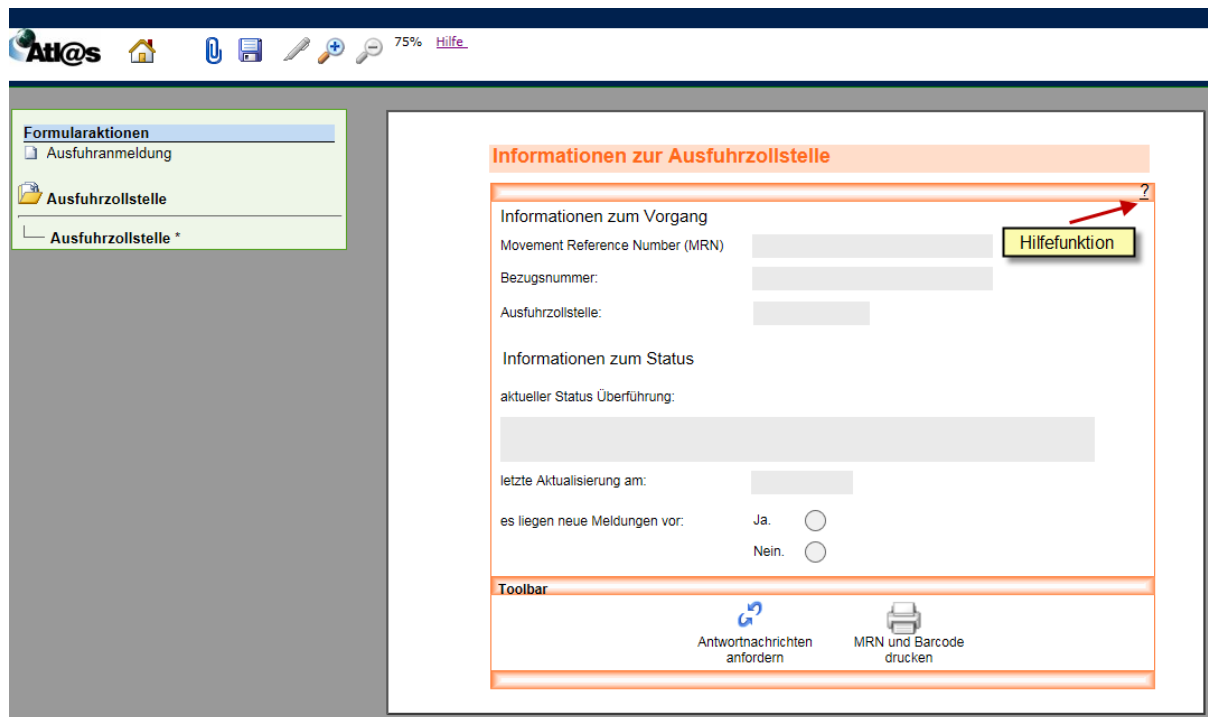 Atl@s
75% Hilfe
Formularaktionen
Ausfuhranmeldung
Ausfuhrzollstelle
Ausfuhrzollstelle *
Informationen zur Ausfuhrzollstelle
?
Informationen zum Vorgang
Movement Reference Number (MRN)
Hilfefunktion
Bezugsnummer:
Ausfuhrzollstelle:
Informationen zum Status
aktueller Status Überführung:
letzte Aktualisierung am:
es liegen neue Meldungen vor: Ja.
Nein.
Toolbar
Antwortnachrichten
anfordern
MRN und Barcode
drucken